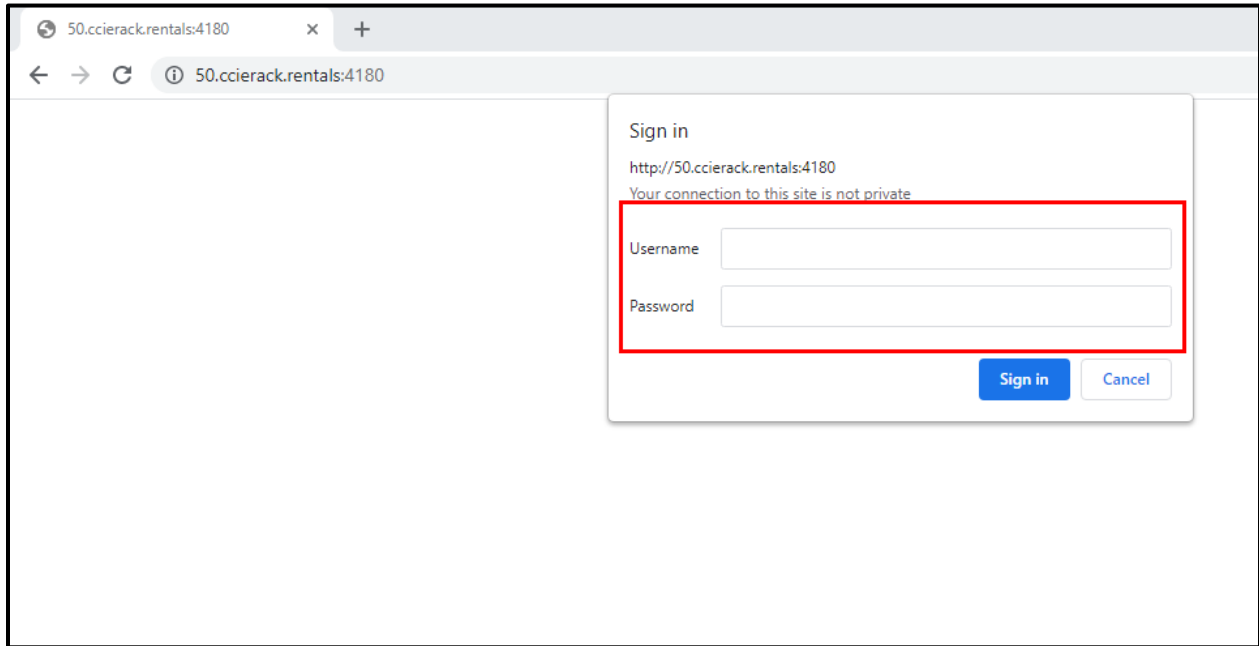 50.ccierack.rentals:4180
50.ccierack.rentals:4180
Sign in
http://50.ccierack.rentals:4180
Your connection to this site is not private
Username
Password
Sign in Cancel